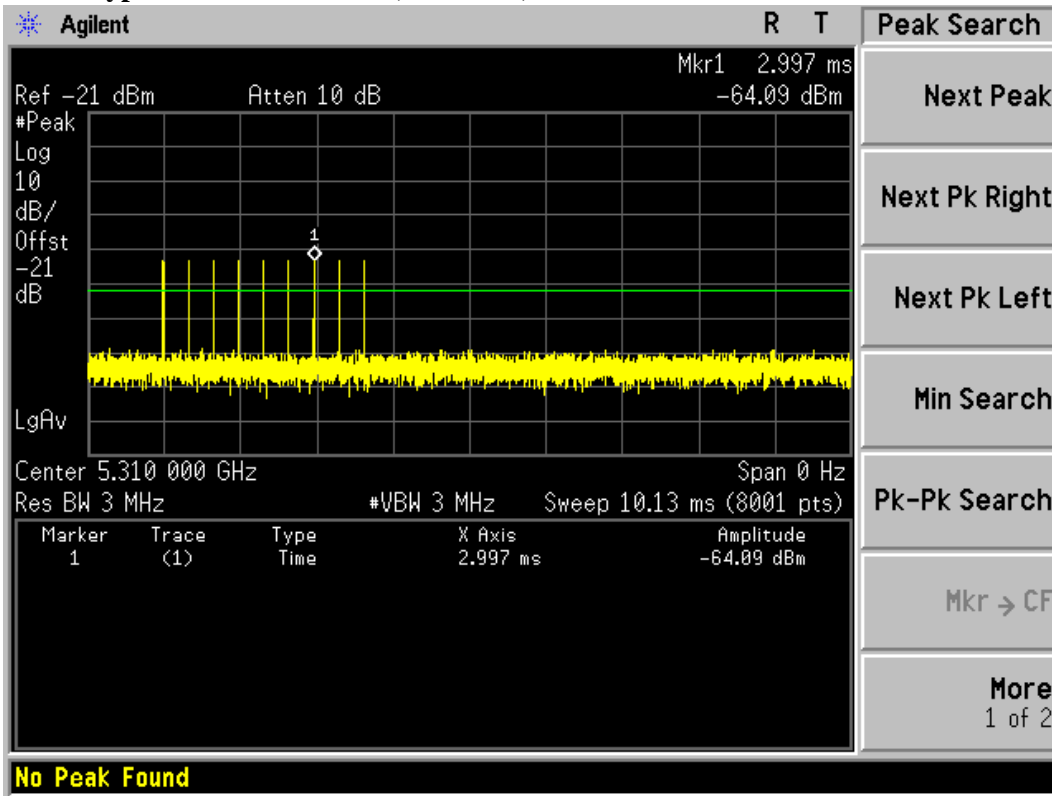 Agilent R T Peak Search
Mkr1 2.997 ms
Ref -21 dBm Atten 10 dB -64.09 dBm
#Peak
Log
10
dB/
Offst
-21
dB
1
LgAv
Center 5.310 000 GHz Span 0 Hz
Res BW 3 MHz #VBW 3 MHz Sweep 10.13 ms (8001 pts)
Marker Trace Type X Axis Amplitude
1 (1) Time 2.997 ms -64.09 dBm
No Peak Found
Next Peak
Next Pk Right
Next Pk Left
Min Search
Pk-Pk Search
Mkr → CF
More
1 of 2